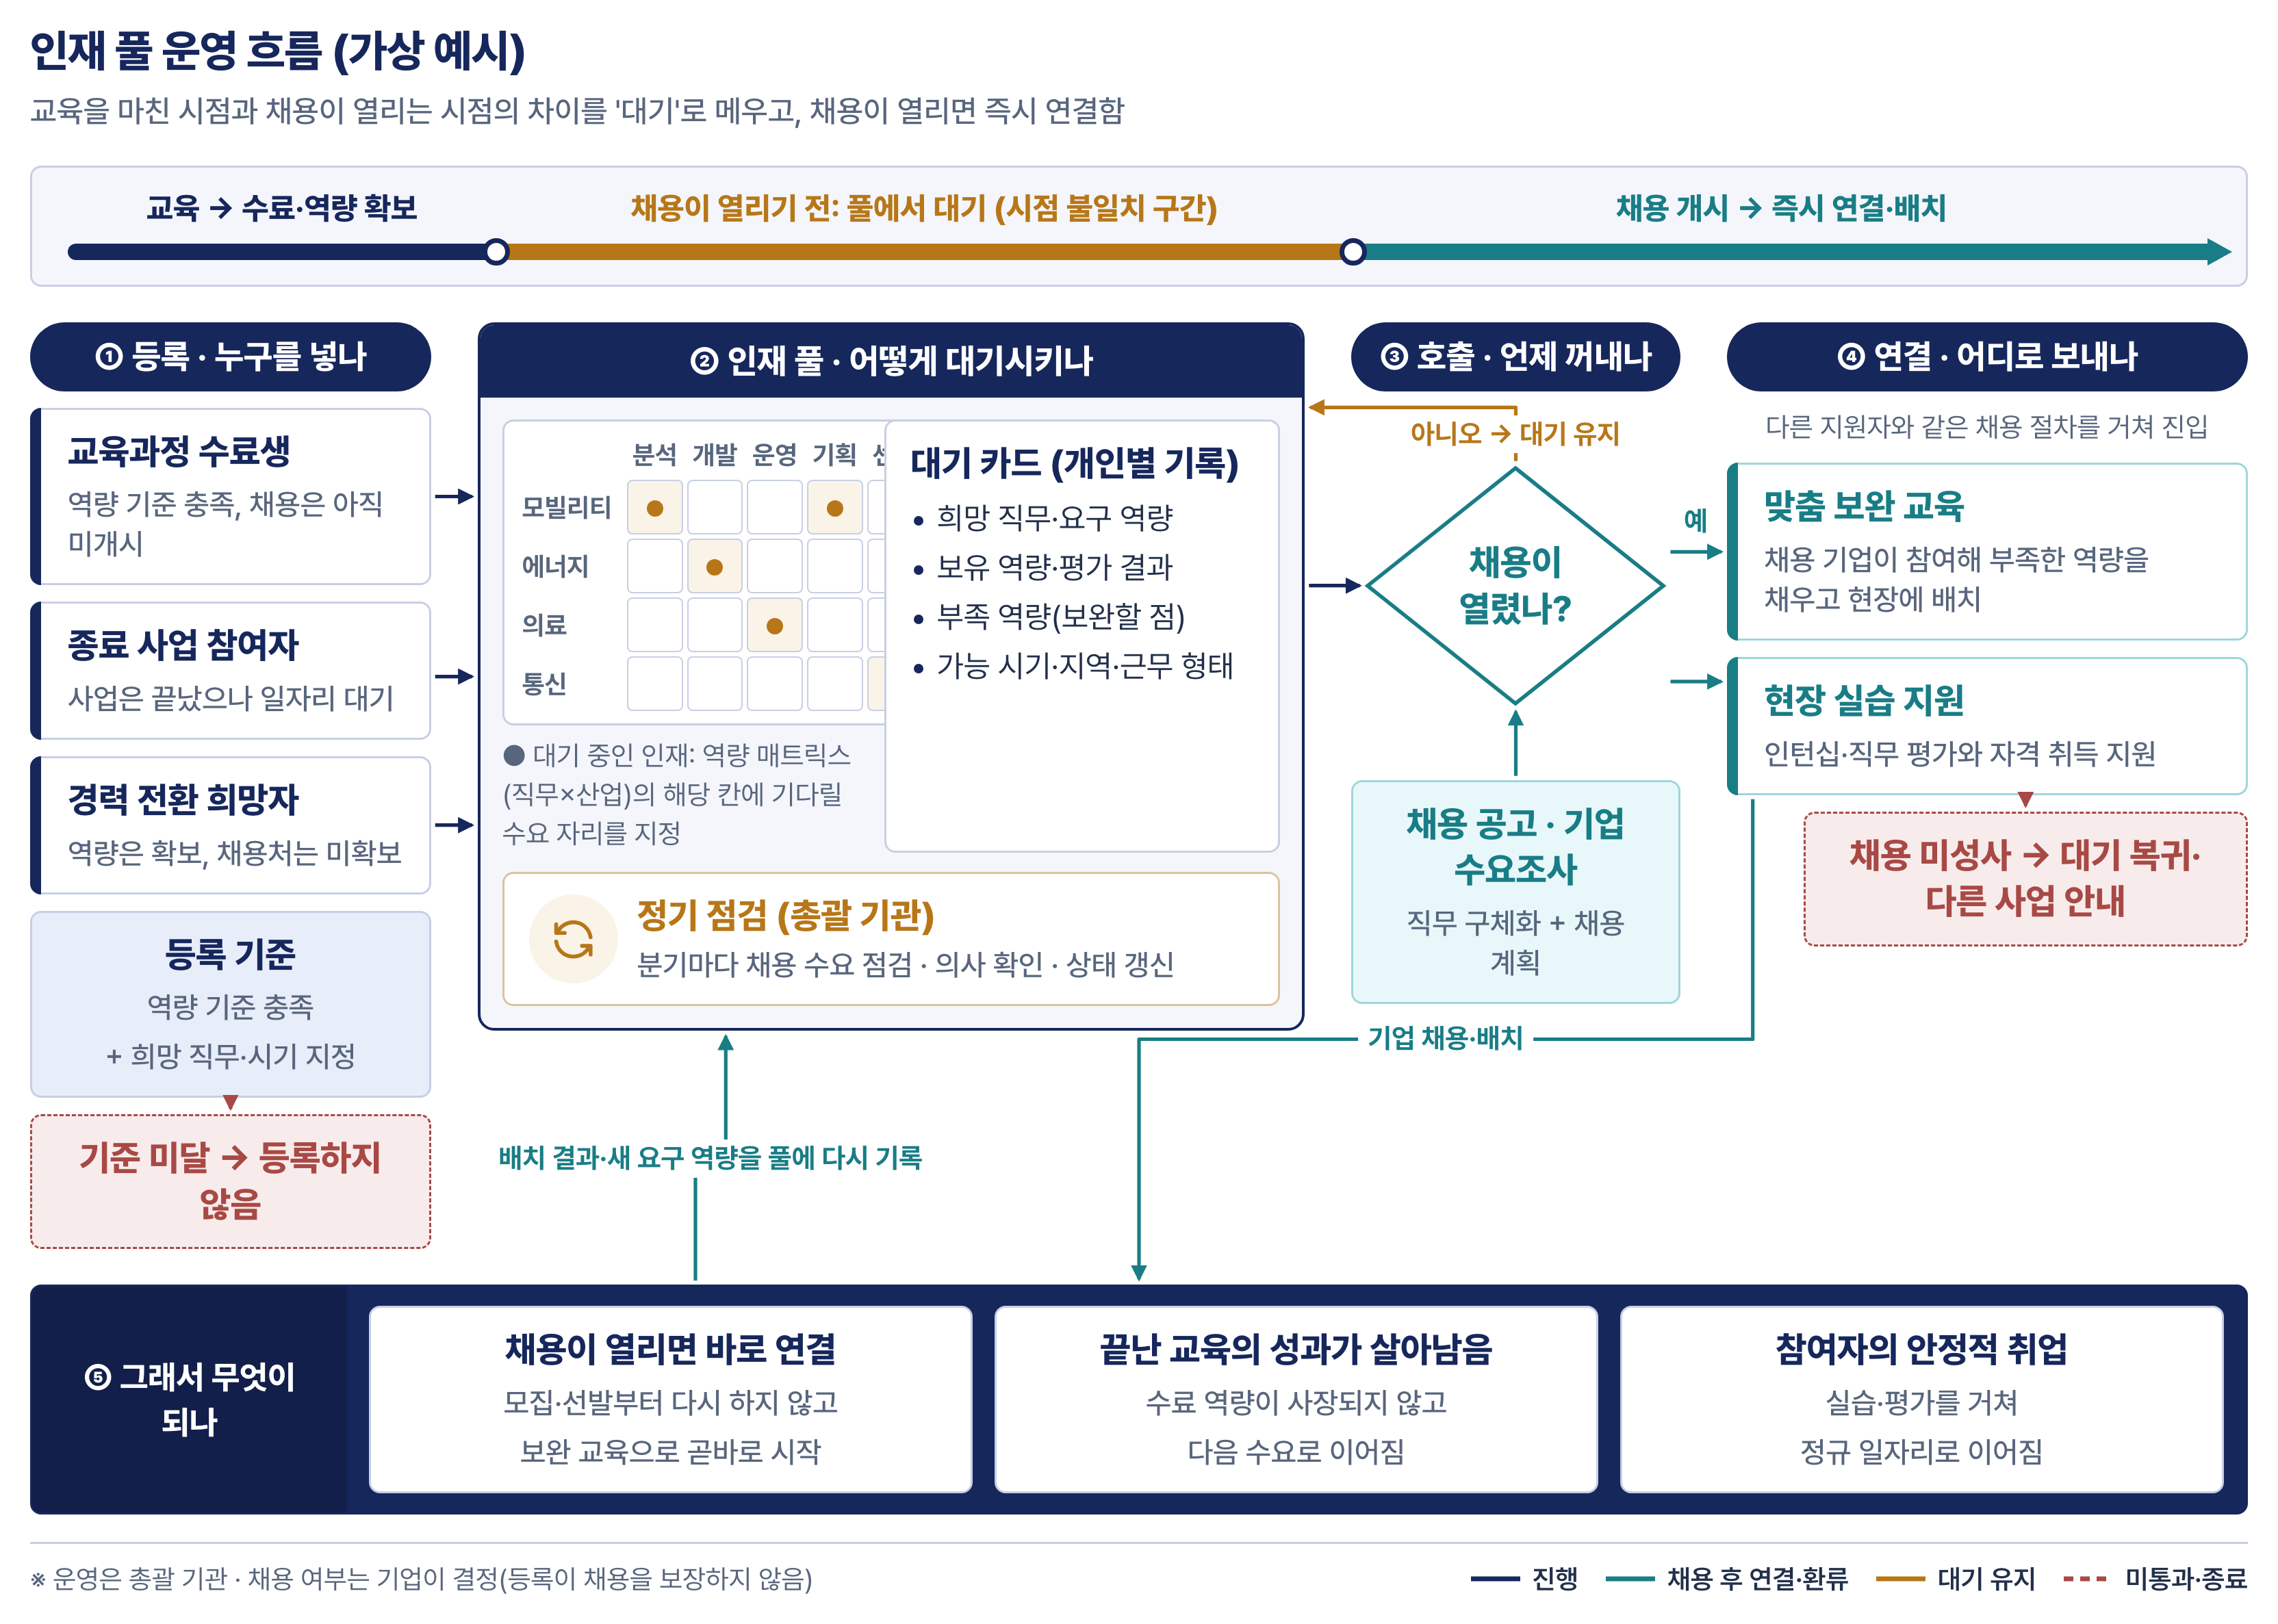 인재 풀 운영 흐름 (가상 예시)
교육을 마친 시점과 채용이 열리는 시점의 차이를 '대기'로 메우고, 채용이 열리면 즉시 연결함
교육 → 수료·역량 확보
채용이 열리기 전: 풀에서 대기 (시점 불일치 구간)
채용 개시 → 즉시 연결·배치
① 등록 · 누구를 넣나
교육과정 수료생
역량 기준 충족, 채용은 아직
미개시
종료 사업 참여자
사업은 끝났으나 일자리 대기
경력 전환 희망자
역량은 확보, 채용처는 미확보
등록 기준
역량 기준 충족
+ 희망 직무·시기 지정
기준 미달 → 등록하지
않음
② 인재 풀 · 어떻게 대기시키나
분석 개발 운영 기획
모빌리티
에너지
의료
통신
● 대기 중인 인재: 역량 매트릭스
(직무×산업)의 해당 칸에 기다릴
수요 자리를 지정
대기 카드 (개인별 기록)
• 희망 직무·요구 역량
• 보유 역량·평가 결과
• 부족 역량(보완할 점)
• 가능 시기·지역·근무 형태
정기 점검 (총괄 기관)
분기마다 채용 수요 점검 · 의사 확인 · 상태 갱신
③ 호출 · 언제 꺼내나
아니오 → 대기 유지
채용이
열렸나?
예
채용 공고 · 기업
수요조사
직무 구체화 + 채용
계획
④ 연결 · 어디로 보내나
다른 지원자와 같은 채용 절차를 거쳐 진입
맞춤 보완 교육
채용 기업이 참여해 부족한 역량을
채우고 현장에 배치
현장 실습 지원
인턴십·직무 평가와 자격 취득 지원
채용 미성사 → 대기 복귀·
다른 사업 안내
기업 채용·배치
배치 결과·새 요구 역량을 풀에 다시 기록
⑤ 그래서 무엇이
되나
채용이 열리면 바로 연결
모집·선발부터 다시 하지 않고
보완 교육으로 곧바로 시작
끝난 교육의 성과가 살아남음
수료 역량이 사장되지 않고
다음 수요로 이어짐
참여자의 안정적 취업
실습·평가를 거쳐
정규 일자리로 이어짐
※ 운영은 총괄 기관 · 채용 여부는 기업이 결정(등록이 채용을 보장하지 않음)
진행
채용 후 연결·환류
대기 유지
미통과·종료